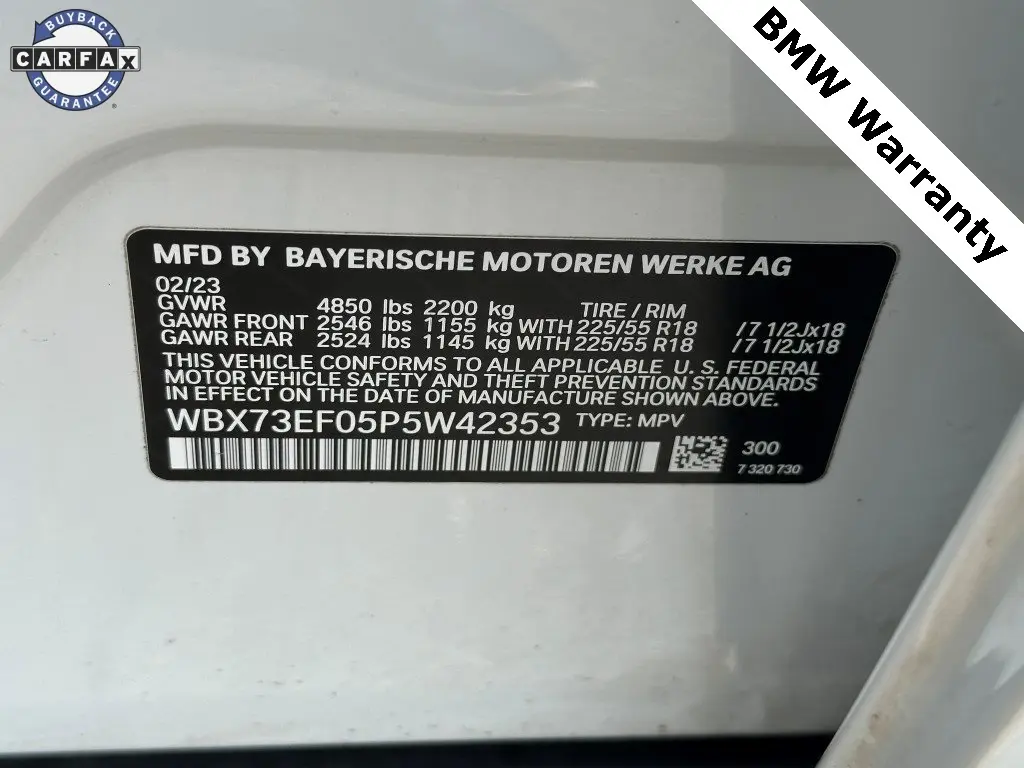 BUYBACK
CARFAX
GUARANTEE®
BMW Warranty
MFD BY BAYERISCHE MOTOREN WERKE AG
02/23
GVWR 4850 lbs 2200 kg TIRE / RIM
GAWR FRONT 2546 lbs 1155 kg WITH 225/55 R18 / 7 1/2Jx18
GAWR REAR 2524 lbs 1145 kg WITH 225/55 R18 / 7 1/2Jx18
THIS VEHICLE CONFORMS TO ALL APPLICABLE U. S. FEDERAL
MOTOR VEHICLE SAFETY AND THEFT PREVENTION STANDARDS
IN EFFECT ON THE DATE OF MANUFACTURE SHOWN ABOVE.
WBX73EF05P5W42353 TYPE: MPV
300
7 320 730